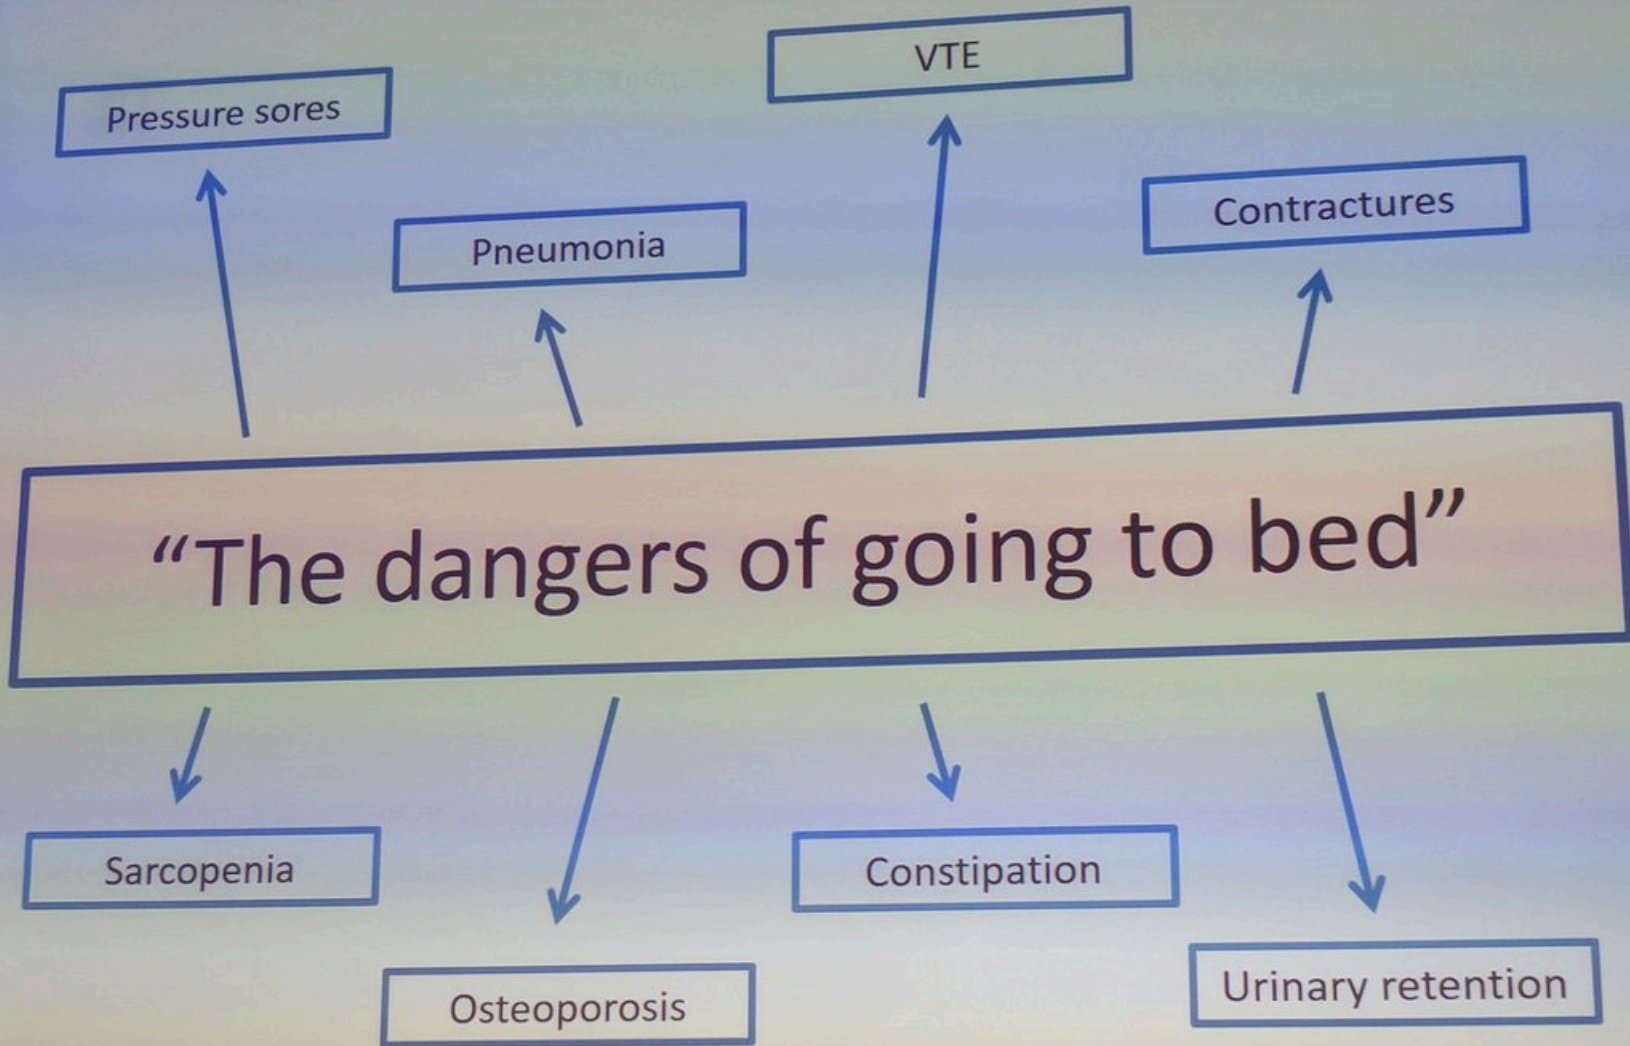 VTE
Pressure sores
Contractures
Pneumonia
“The dangers of going to bed”
Sarcopenia
Constipation
Urinary retention
Osteoporosis